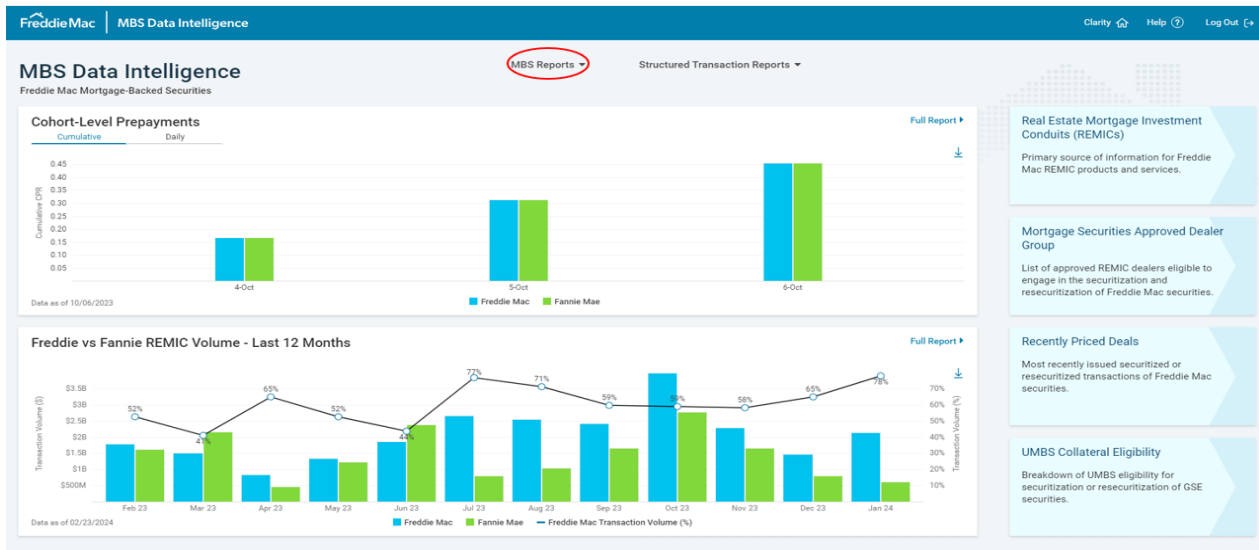 Freddie Mac
MBS Data Intelligence
Clarity
Help
Log Out
MBS Data Intelligence
Freddie Mac Mortgage-Backed Securities
MBS Reports
Structured Transaction Reports
Cohort-Level Prepayments
Full Report
Cumulative
Daily
Cumulative CPR
0.45
0.40
0.35
0.30
0.25
0.20
0.15
0.10
0.05
4-Oct
5-Oct
6-Oct
Data as of 10/06/2023
Freddie Mac
Fannie Mae
Freddie vs Fannie REMIC Volume - Last 12 Months
Full Report
Transaction Volume ($)
$3.5B
$3B
$2.5B
$2B
$1.5B
$1B
$500M
52%
41%
65%
52%
44%
77%
71%
59%
59%
58%
65%
78%
70%
60%
50%
40%
30%
20%
10%
Transaction Volume (%)
Feb 23
Mar 23
Apr 23
May 23
Jun 23
Jul 23
Aug 23
Sep 23
Oct 23
Nov 23
Dec 23
Jan 24
Data as of 02/23/2024
Freddie Mac
Fannie Mae
Freddie Mac Transaction Volume (%)
Real Estate Mortgage Investment
Conduits (REMICs)
Primary source of information for Freddie
Mac REMIC products and services.
Mortgage Securities Approved Dealer
Group
List of approved REMIC dealers eligible to
engage in the securitization and
resecuritization of Freddie Mac securities.
Recently Priced Deals
Most recently issued securitized or
resecuritized transactions of Freddie Mac
securities.
UMBS Collateral Eligibility
Breakdown of UMBS eligibility for
securitization or resecuritization of GSE
securities.